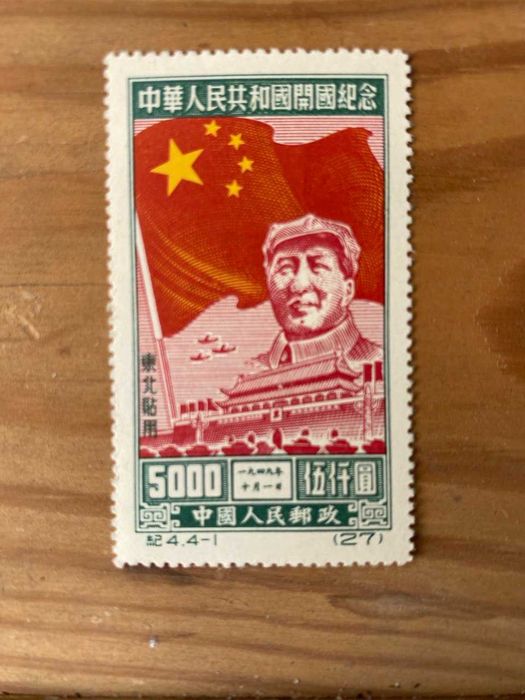 中華人民共和國開國紀念
東北貼用
5000 一九四九年 伍仟圓
十月一日
中國人民郵政
紀4.4-1 (27)